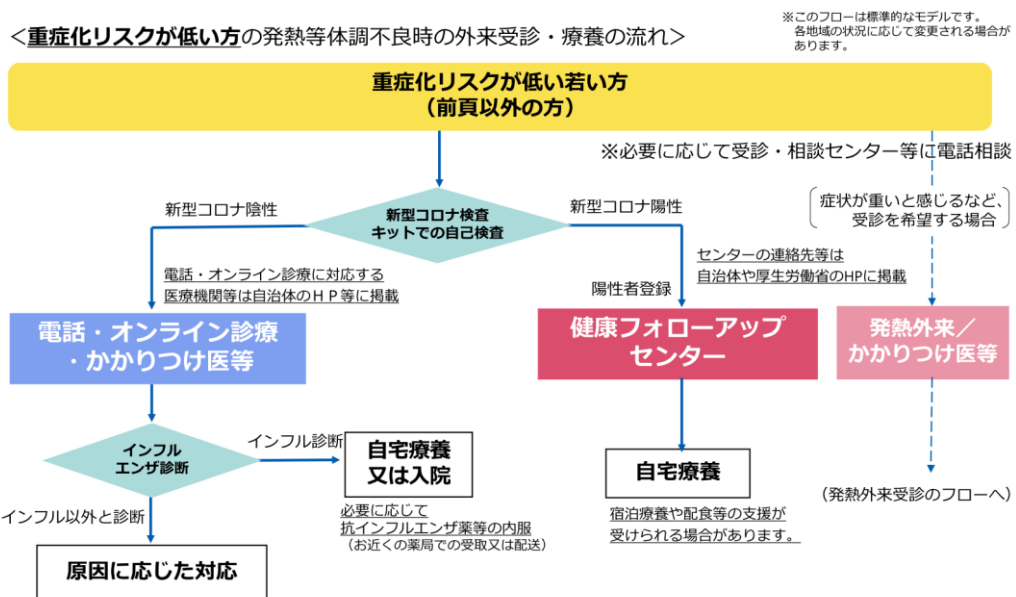 <重症化リスクが低い方の発熱等体調不良時の外来受診・療養の流れ>
※このフローは標準的なモデルです。
各地域の状況に応じて変更される場合が
あります。
重症化リスクが低い若い方
（前頁以外の方）
※必要に応じて受診・相談センター等に電話相談
新型コロナ陰性
新型コロナ検査
キットでの自己検査
新型コロナ陽性
症状が重いと感じるなど、
受診を希望する場合
電話・オンライン診療に対応する
医療機関等は自治体のＨＰ等に掲載
センターの連絡先等は
自治体や厚生労働省のHPに掲載
陽性者登録
電話・オンライン診療
・かかりつけ医等
健康フォローアップ
センター
発熱外来／
かかりつけ医等
インフル
エンザ診断
インフル診断
自宅療養
又は入院
自宅療養
（発熱外来受診のフローへ）
インフル以外と診断
必要に応じて
抗インフルエンザ薬等の内服
（お近くの薬局での受取又は配送）
宿泊療養や配食等の支援が
受けられる場合があります。
原因に応じた対応